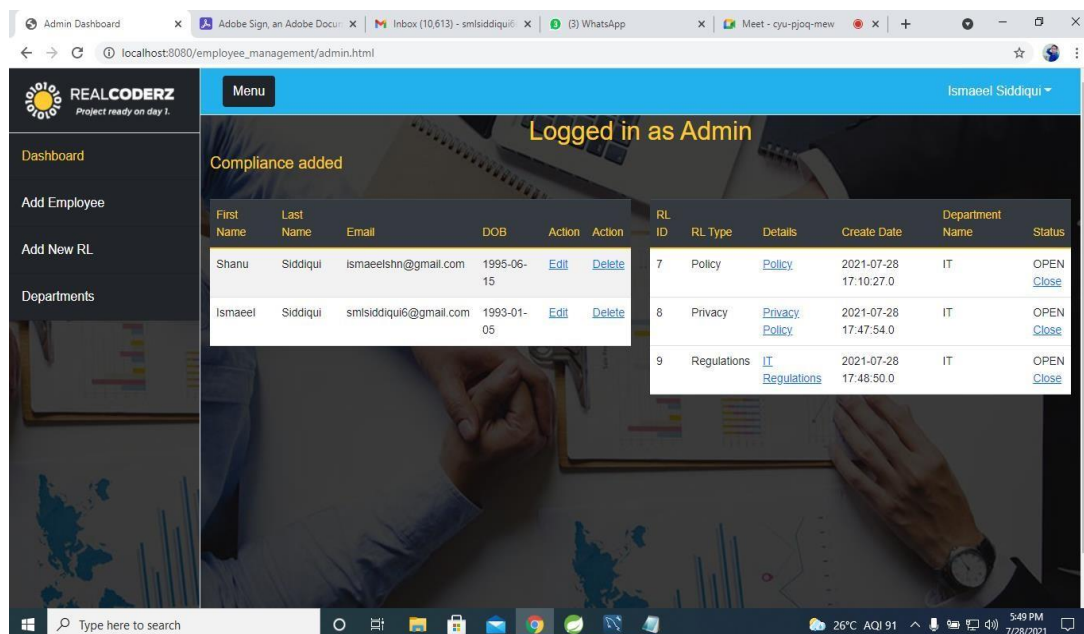 Admin Dashboard
Adobe Sign, an Adobe Docu
Inbox (10,613) - smlsiddiqui6
(3) WhatsApp
Meet - cyu-pjoq-mew
localhost:8080/employee_management/admin.html
REALCODERZ
Project ready on day 1.
Menu
Ismaeel Siddiqui
Logged in as Admin
Dashboard
Compliance added
Add Employee
Add New RL
Departments
First Name Last Name Email DOB Action Action
Shanu Siddiqui ismaeelshn@gmail.com 1995-06-15 Edit Delete
Ismaeel Siddiqui smlsiddiqui6@gmail.com 1993-01-05 Edit Delete
RL ID RL Type Details Create Date Department Name Status
7 Policy Policy 2021-07-28 17:10:27.0 IT OPEN Close
8 Privacy Privacy Policy 2021-07-28 17:47:54.0 IT OPEN Close
9 Regulations IT Regulations 2021-07-28 17:48:50.0 IT OPEN Close
Type here to search
26°C AQI 91
5:49 PM
7/28/2021